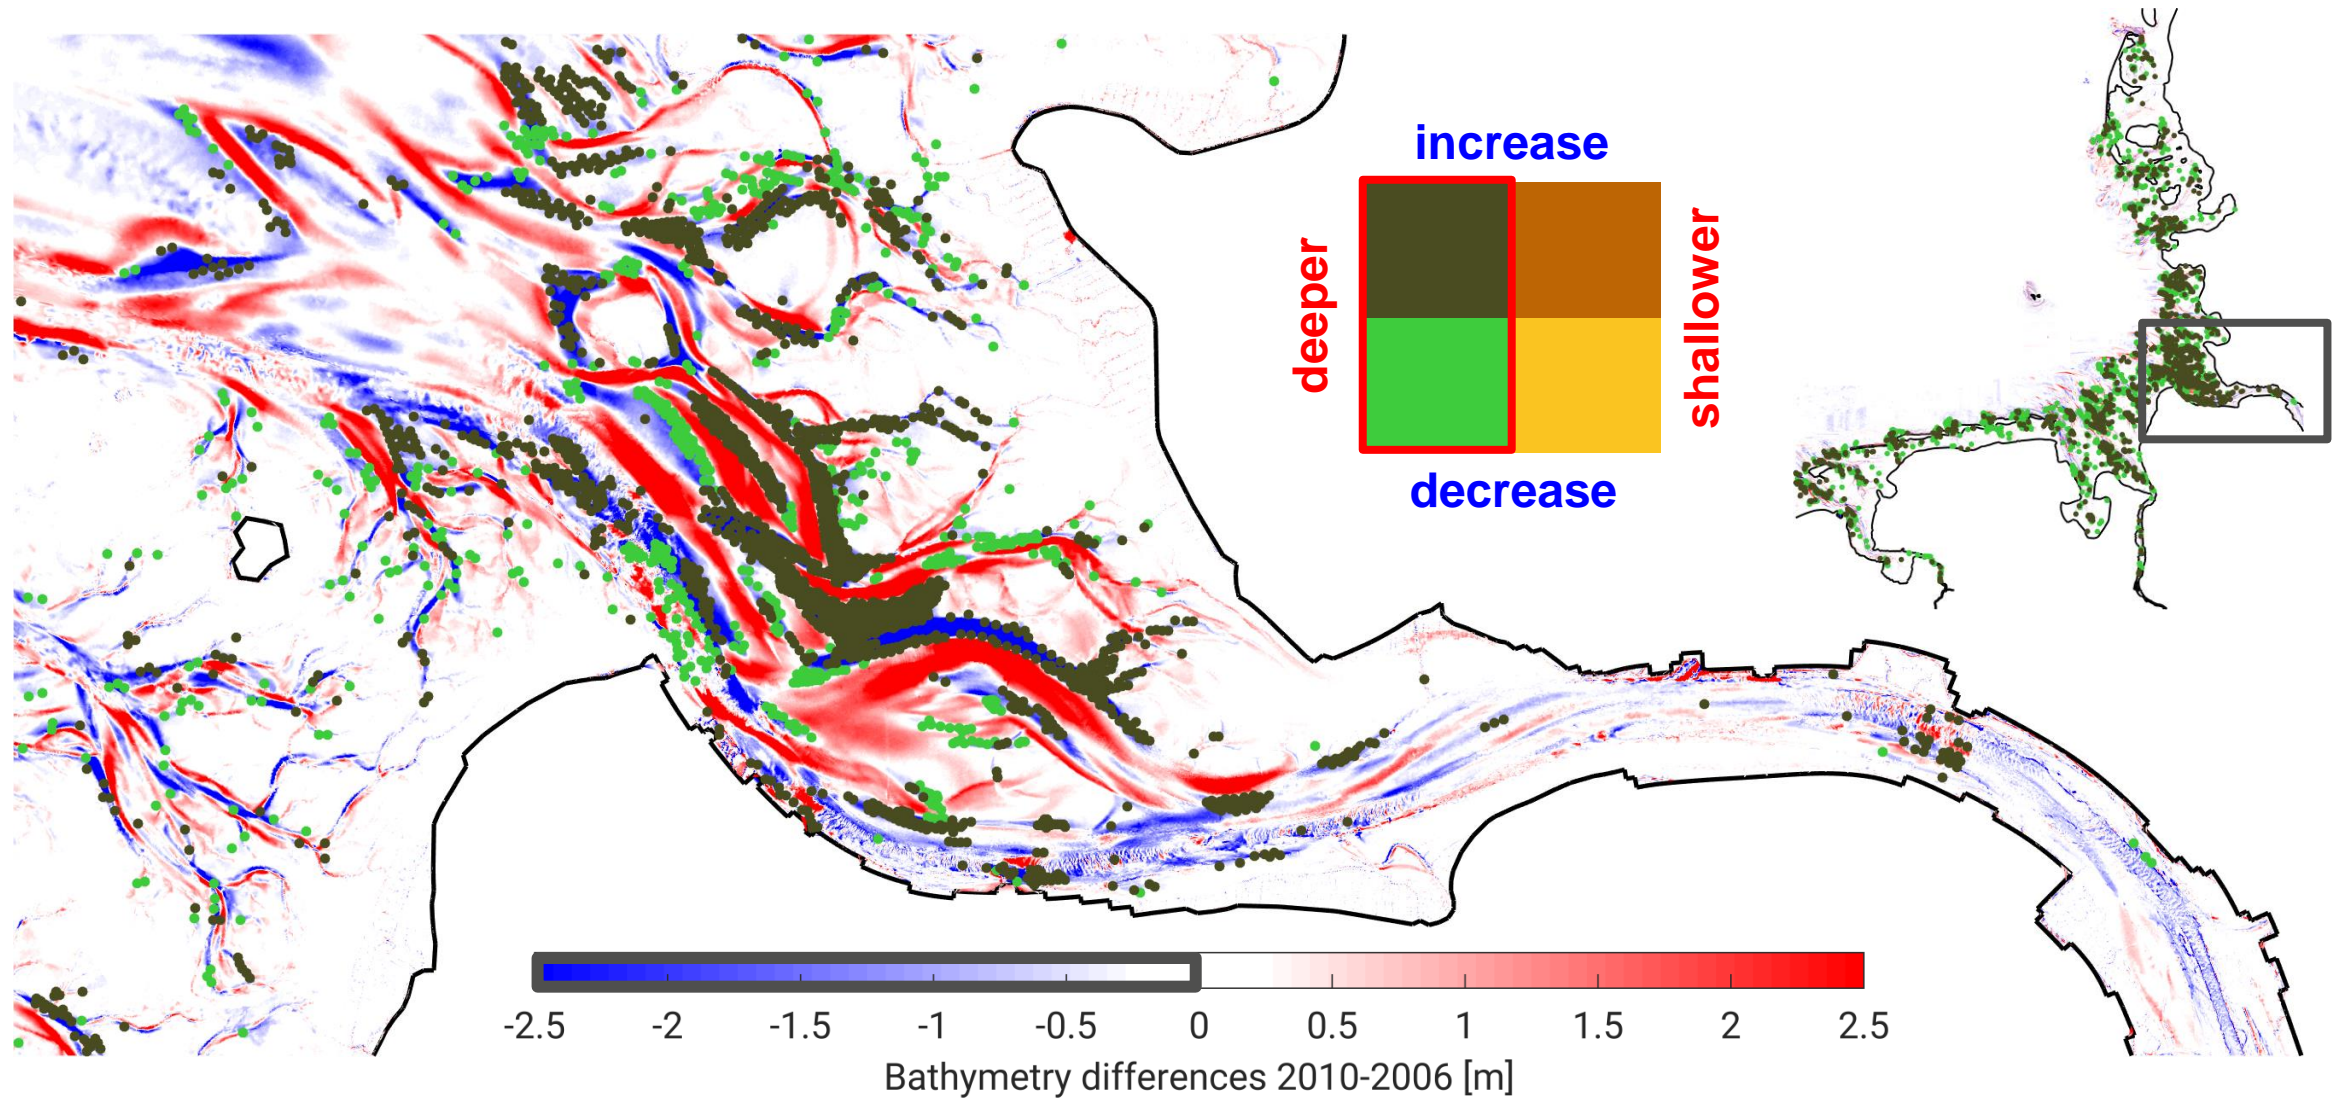 increase
deeper
shallower
decrease
-2.5 -2 -1.5 -1 -0.5 0 0.5 1 1.5 2 2.5
Bathymetry differences 2010-2006 [m]